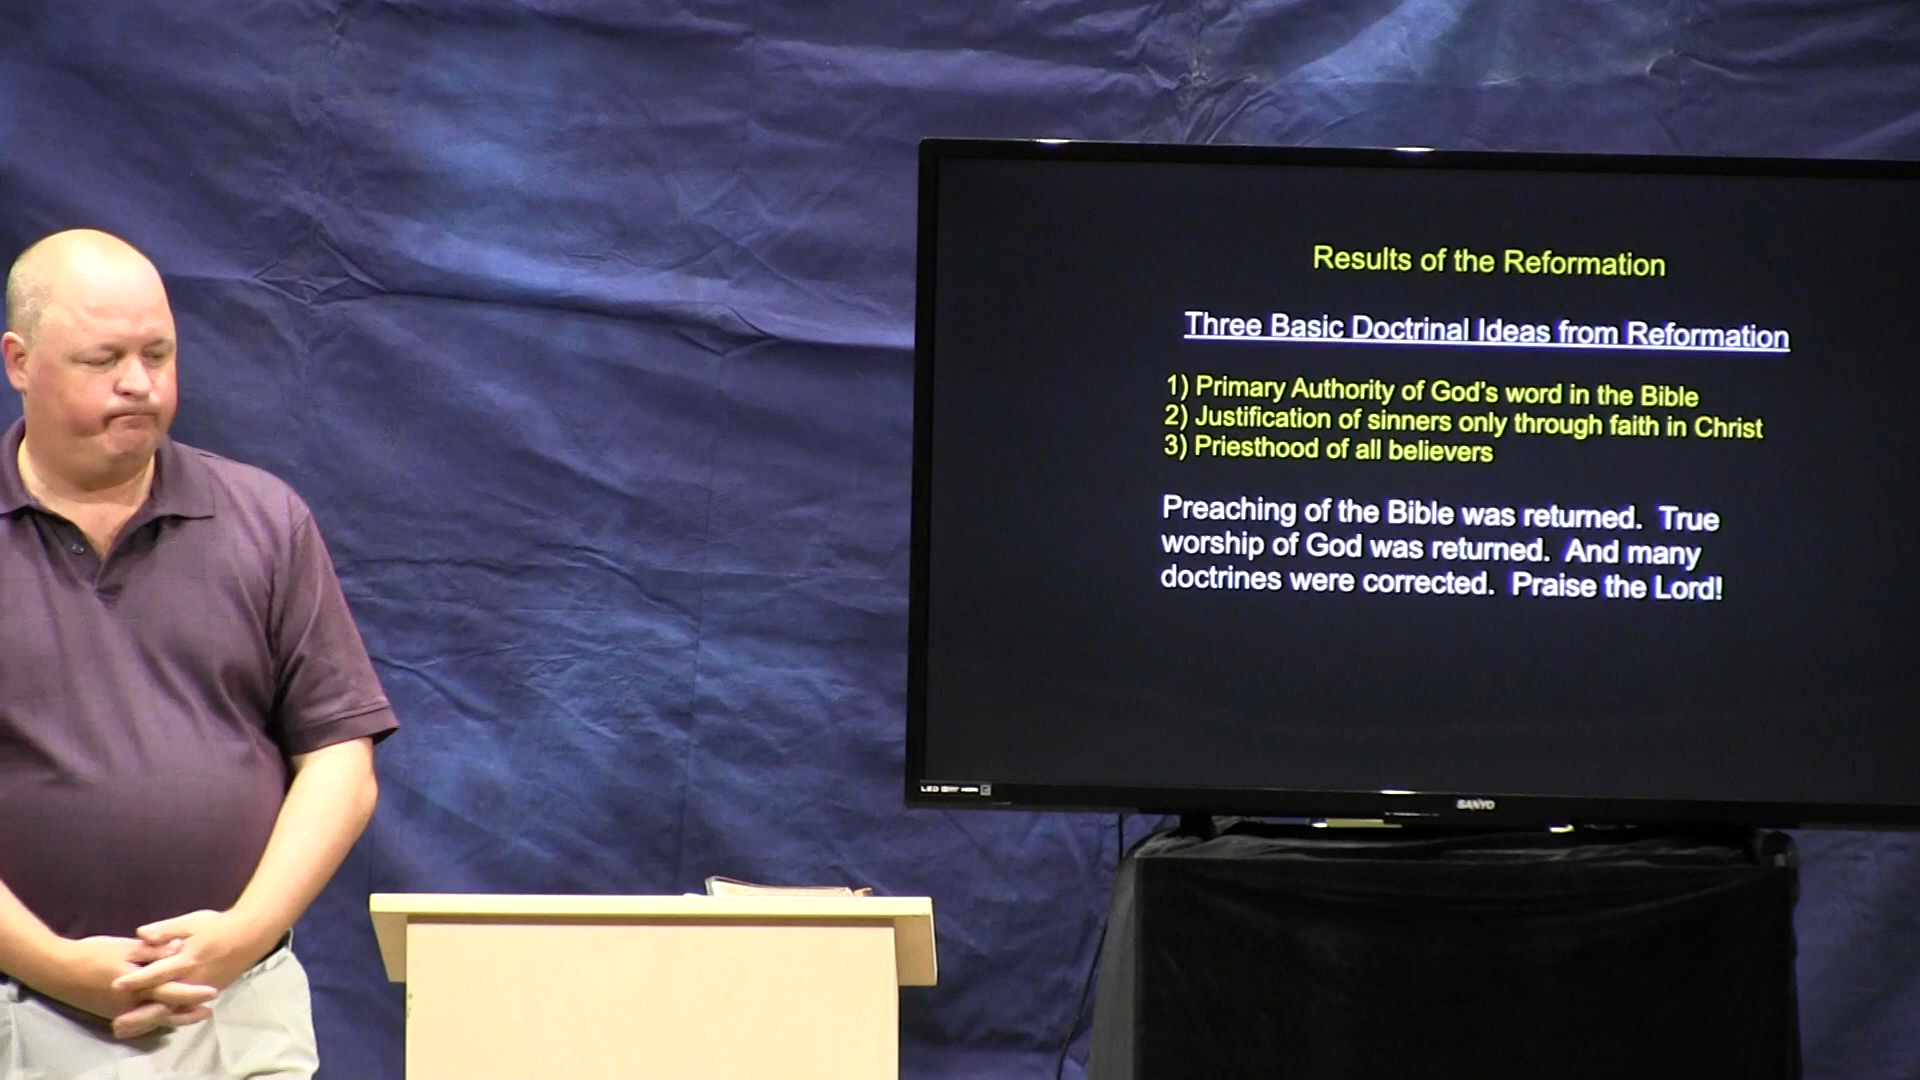 Results of the Reformation
Three Basic Doctrinal Ideas from Reformation
1) Primary Authority of God's word in the Bible
2) Justification of sinners only through faith in Christ
3) Priesthood of all believers
Preaching of the Bible was returned.  True
worship of God was returned.  And many
doctrines were corrected.  Praise the Lord!
LED
SANYO